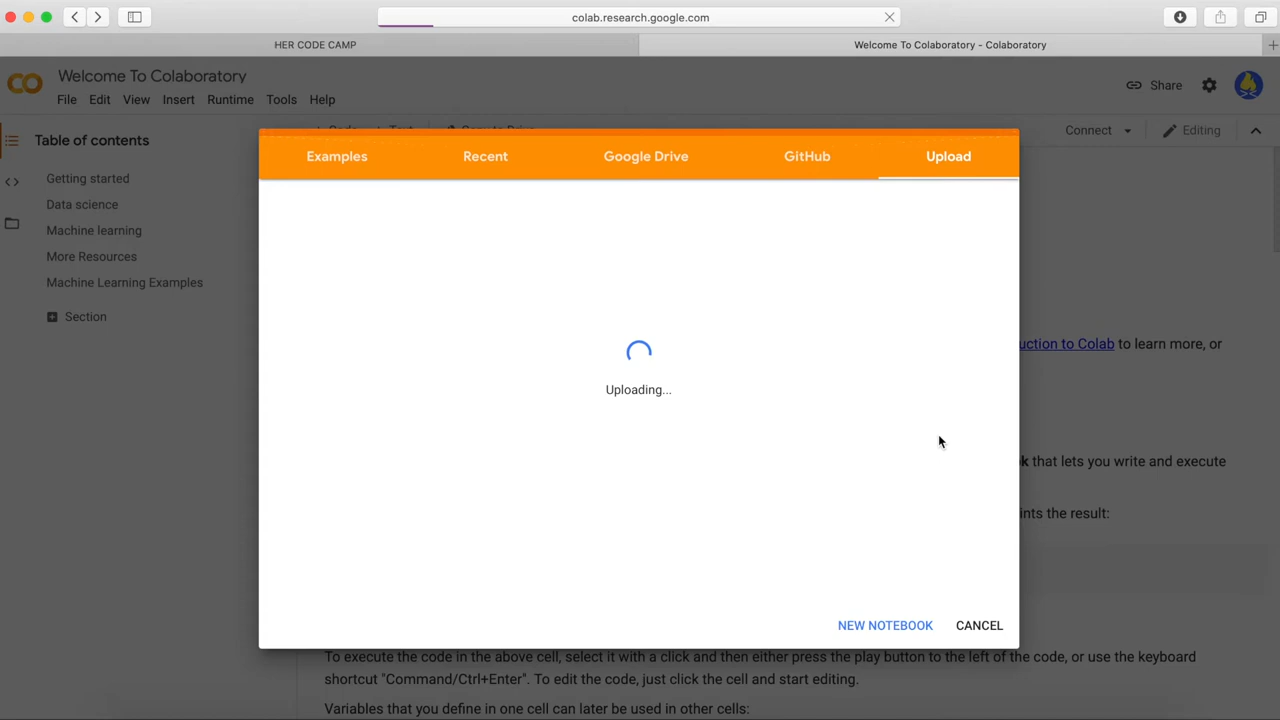 colab.research.google.com
HER CODE CAMP
Welcome To Colaboratory - Colaboratory
Welcome To Colaboratory
File Edit View Insert Runtime Tools Help
Share
Table of contents
Code Text Copy to Drive
Connect
Editing
Examples Recent Google Drive GitHub Upload
Getting started
Data science
Machine learning
More Resources
Machine Learning Examples
Section
uction to Colab to learn more, or
Uploading...
k that lets you write and execute
ints the result:
NEW NOTEBOOK CANCEL
To execute the code in the above cell, select it with a click and then either press the play button to the left of the code, or use the keyboard
shortcut "Command/Ctrl+Enter". To edit the code, just click the cell and start editing.
Variables that you define in one cell can later be used in other cells: